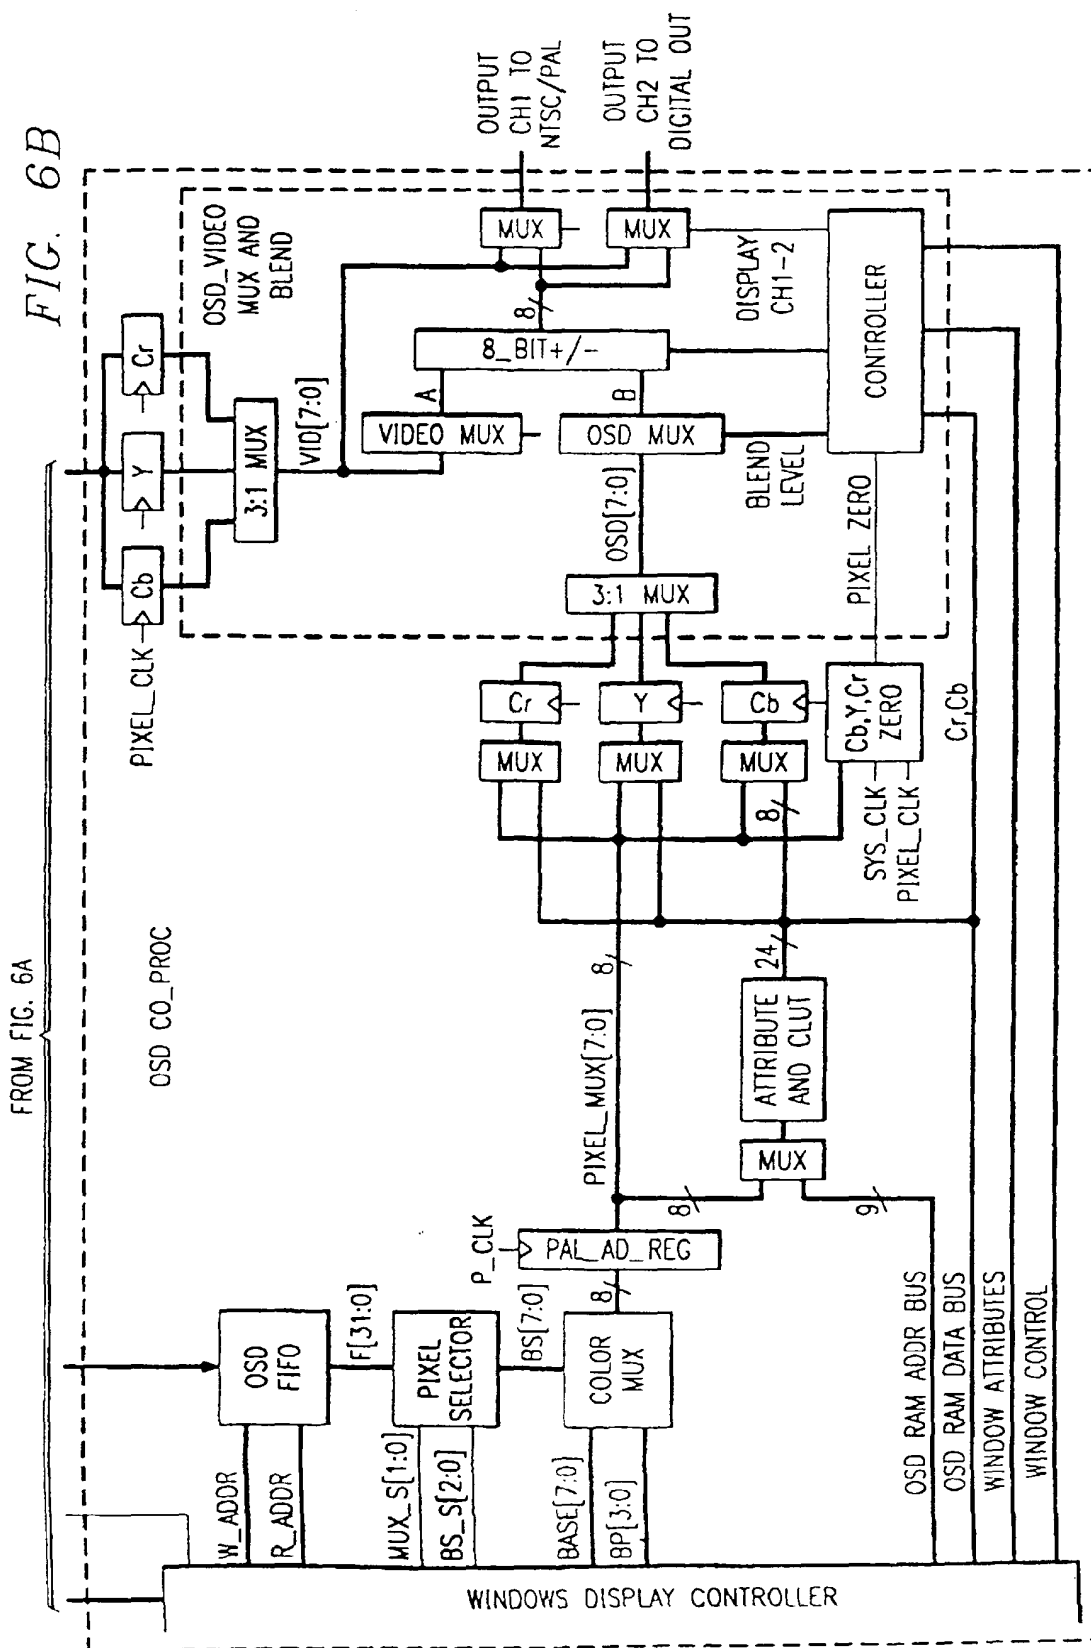 FIG. 6B
FROM FIG. 6A
OSD CO_PROC
PIXEL_CLK
Cb
Y
Cr
3:1 MUX
VID[7:0]
OSD_VIDEO
MUX AND
BLEND
VIDEO MUX
A
8_BIT+/-
B
OSD MUX
8
MUX
MUX
OUTPUT
CH1 TO
NTSC/PAL
OUTPUT
CH2 TO
DIGITAL OUT
DISPLAY
CH1-2
BLEND
LEVEL
CONTROLLER
PIXEL ZERO
OSD[7:0]
3:1 MUX
Cr
Y
Cb
MUX
MUX
MUX
8
Cb,Y,Cr
ZERO
SYS_CLK
PIXEL_CLK
Cr,Cb
W_ADDR
R_ADDR
OSD
FIFO
F[31:0]
MUX_S[1:0]
BS_S[2:0]
PIXEL
SELECTOR
BS[7:0]
BASE[7:0]
BP[3:0]
COLOR
MUX
8
P_CLK
PAL_AD_REG
PIXEL_MUX[7:0]
8
8
9
MUX
ATTRIBUTE
AND CLUT
24
OSD RAM ADDR BUS
OSD RAM DATA BUS
WINDOW ATTRIBUTES
WINDOW CONTROL
WINDOWS DISPLAY CONTROLLER